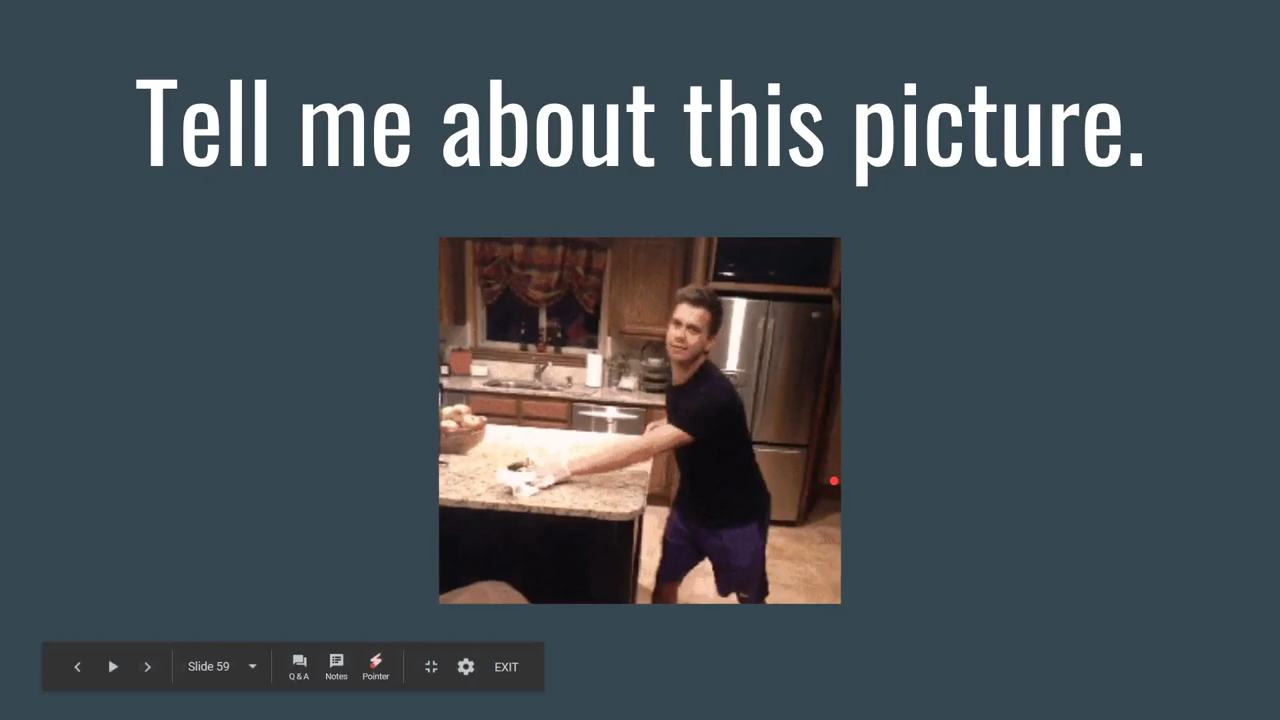 Tell me about this picture.
Slide 59
Q & A
Notes
Pointer
EXIT